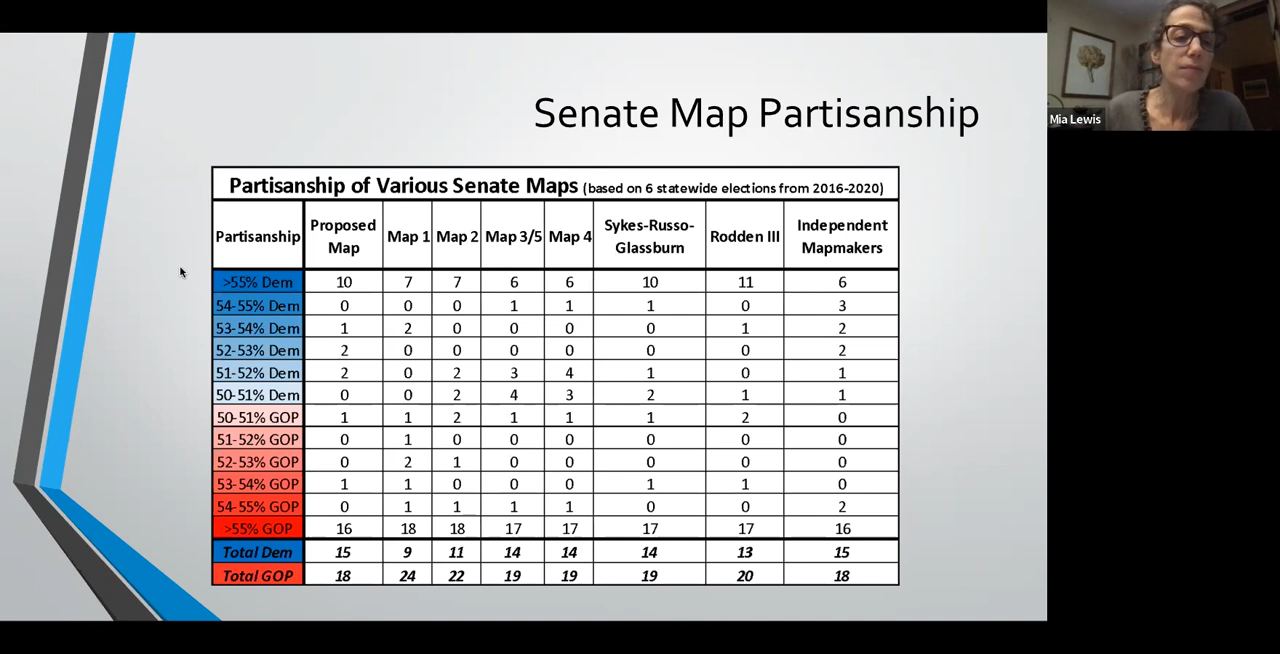 Senate Map Partisanship
Mia Lewis
Partisanship of Various Senate Maps (based on 6 statewide elections from 2016-2020)
Partisanship Proposed Map Map 1 Map 2 Map 3/5 Map 4 Sykes-Russo-Glassburn Rodden III Independent Mapmakers
>55% Dem 10 7 7 6 6 10 11 6
54-55% Dem 0 0 0 1 1 1 0 3
53-54% Dem 1 2 0 0 0 0 1 2
52-53% Dem 2 0 0 0 0 0 0 2
51-52% Dem 2 0 2 3 4 1 0 1
50-51% Dem 0 0 2 4 3 2 1 1
50-51% GOP 1 1 2 1 1 1 2 0
51-52% GOP 0 1 0 0 0 0 0 0
52-53% GOP 0 2 1 0 0 0 0 0
53-54% GOP 1 1 0 0 0 1 1 0
54-55% GOP 0 1 1 1 1 0 0 2
>55% GOP 16 18 18 17 17 17 17 16
Total Dem 15 9 11 14 14 14 13 15
Total GOP 18 24 22 19 19 19 20 18